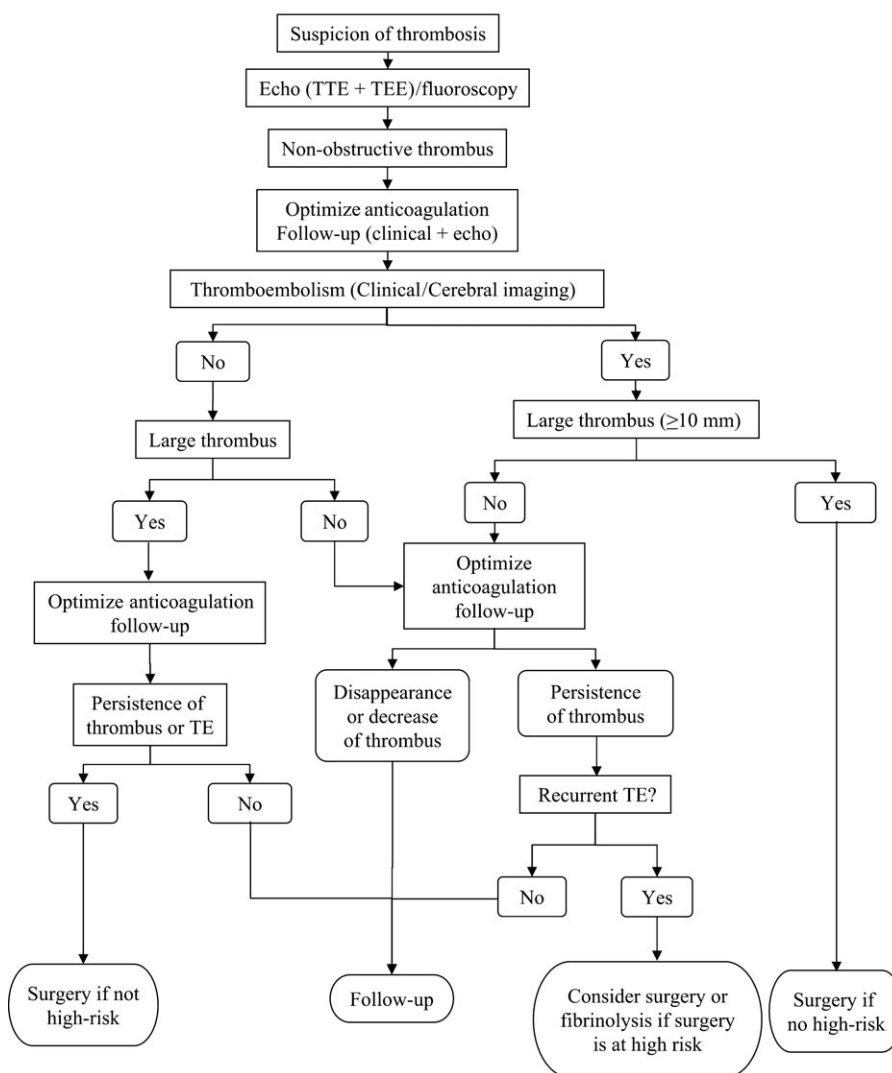 Suspicion of thrombosis
Echo (TTE + TEE)/fluoroscopy
Non-obstructive thrombus
Optimize anticoagulation
Follow-up (clinical + echo)
Thromboembolism (Clinical/Cerebral imaging)
No
Yes
Large thrombus
Large thrombus (≥10 mm)
Yes
No
No
Yes
Optimize anticoagulation
follow-up
Optimize
anticoagulation
follow-up
Persistence of
thrombus or TE
Disappearance
or decrease
of thrombus
Persistence
of thrombus
Yes
No
Recurrent TE?
No
Yes
Surgery if not
high-risk
Follow-up
Consider surgery or
fibrinolysis if surgery
is at high risk
Surgery if
no high-risk